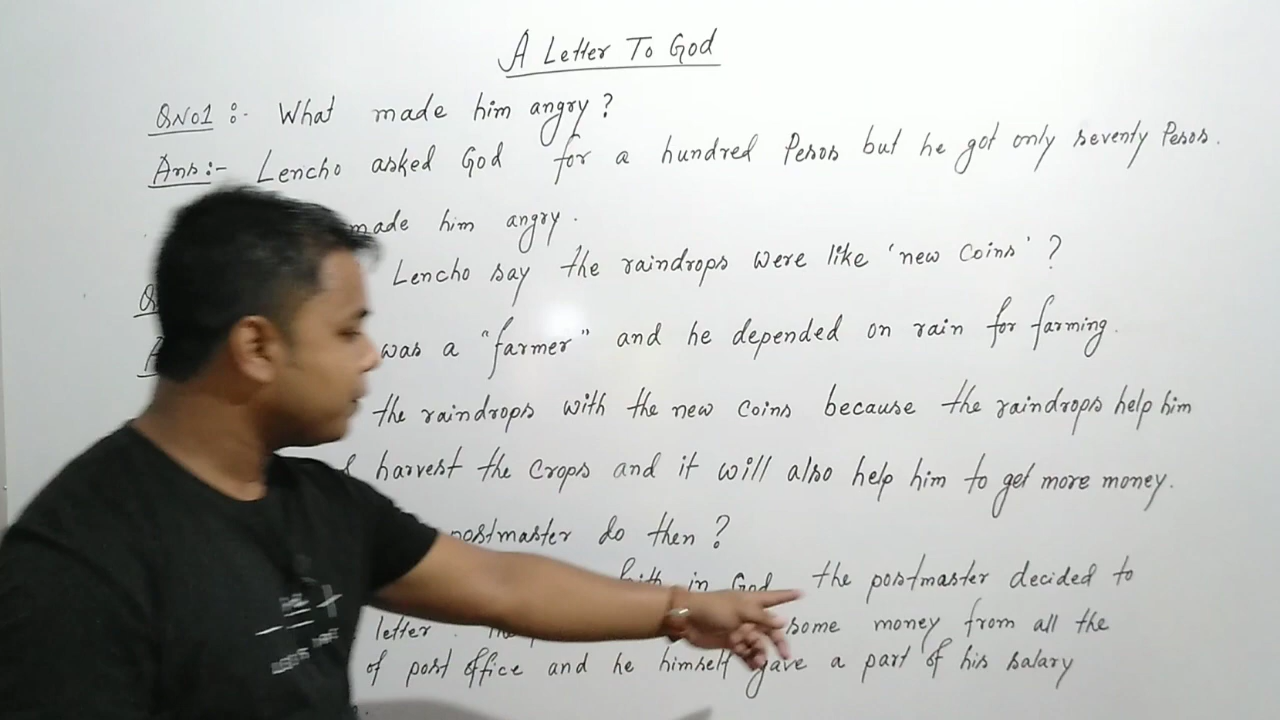 A Letter To God
QNo1 :- What made him angry ?
Ans :- Lencho asked God for a hundred Pesos but he got only seventy Pesos.
made him angry.
Lencho say the raindrops were like 'new coins' ?
was a "farmer" and he depended on rain for farming.
the raindrops with the new coins because the raindrops help him
harvest the crops and it will also help him to get more money.
postmaster do then ?
in God the postmaster decided to
letter. some money from all the
of post office and he himself gave a part of his salary